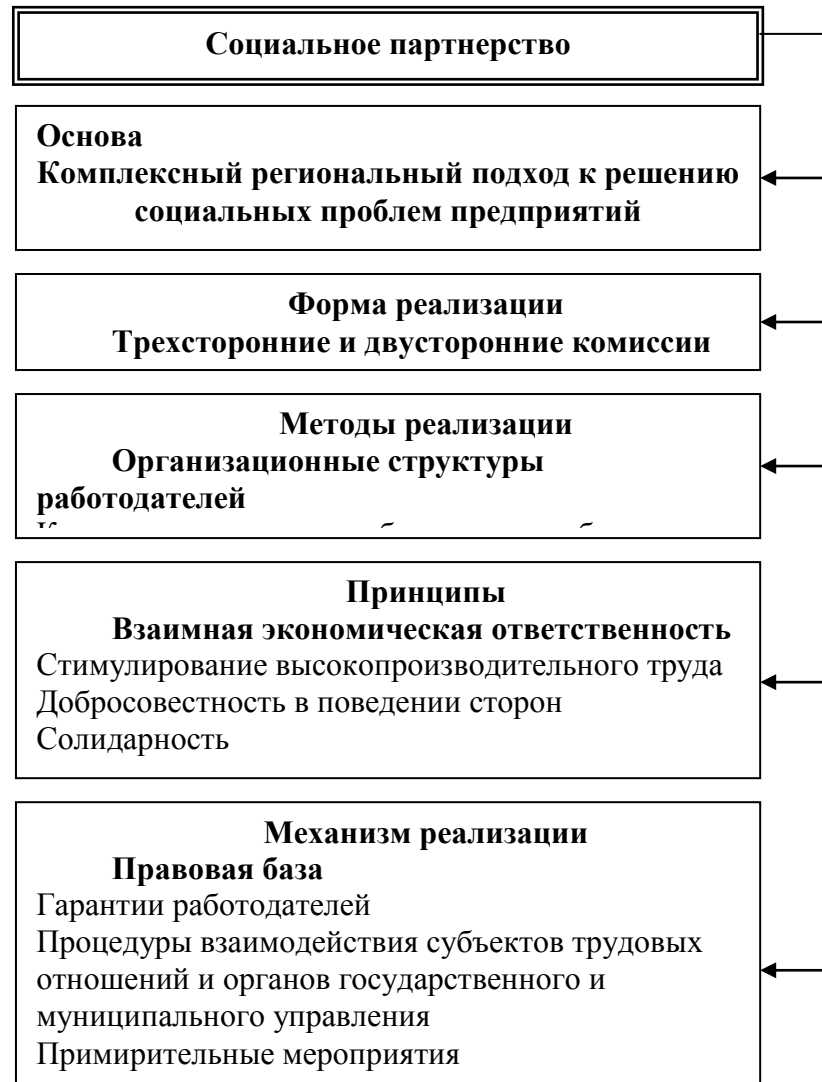 Социальное партнерство
Основа
Комплексный региональный подход к решению
социальных проблем предприятий
Форма реализации
Трехсторонние и двусторонние комиссии
Методы реализации
Организационные структуры
работодателей
Принципы
Взаимная экономическая ответственность
Стимулирование высокопроизводительного труда
Добросовестность в поведении сторон
Солидарность
Механизм реализации
Правовая база
Гарантии работодателей
Процедуры взаимодействия субъектов трудовых
отношений и органов государственного и
муниципального управления
Примирительные мероприятия